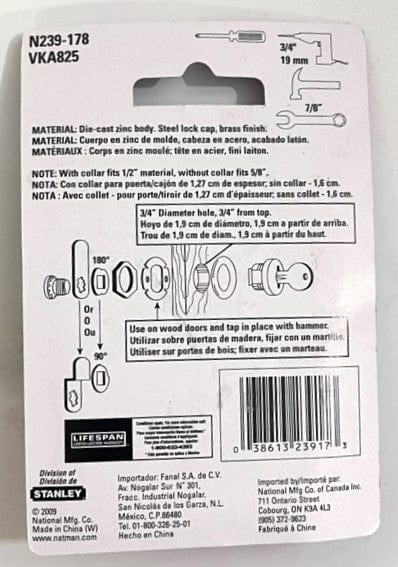 N239-178
VKA825
3/4"
19 mm
7/8"
MATERIAL: Die-cast zinc body. Steel lock cap, brass finish.
MATERIAL: Cuerpo en zinc de molde, cabeza en acero, acabado latón.
MATÉRIAUX : Corps en zinc moulé; tête en acier, fini laiton.
NOTE: With collar fits 1/2" material, without collar fits 5/8".
NOTA: Con collar para puerta/cajón de 1,27 cm de espesor; sin collar - 1,6 cm.
NOTA : Avec collet - pour porte/tiroir de 1,27 cm d'épaisseur; sans collet - 1,6 cm.
3/4" Diameter hole, 3/4" from top.
Hoyo de 1,9 cm de diámetro, 1,9 cm a partir de arriba.
Trou de 1,9 cm de diam., 1,9 cm à partir du haut.
180°
Or
O
Ou
90°
Use on wood doors and tap in place with hammer.
Utilizar sobre puertas de madera, fijar con un martillo.
Utiliser sur portes de bois; fixer avec un marteau.
LIFESPAN
1-800-633-4393
0 38613 23917 3
Division of
División de
STANLEY
© 2009
National Mfg. Co.
Made in China (W)
www.natman.com
Importador: Fanal S.A. de C.V.
Av. Nogalar Sur N° 301,
Fracc. Industrial Nogalar.
San Nicolás de los Garza, N.L.
México, C.P. 66480
Tel. 01-800-326-25-01
Hecho en China
Imported by/Importé par:
National Mfg. Co. of Canada Inc.
711 Ontario Street
Cobourg, ON K9A 4L3
(905) 372-9623
Fabriqué à Chine